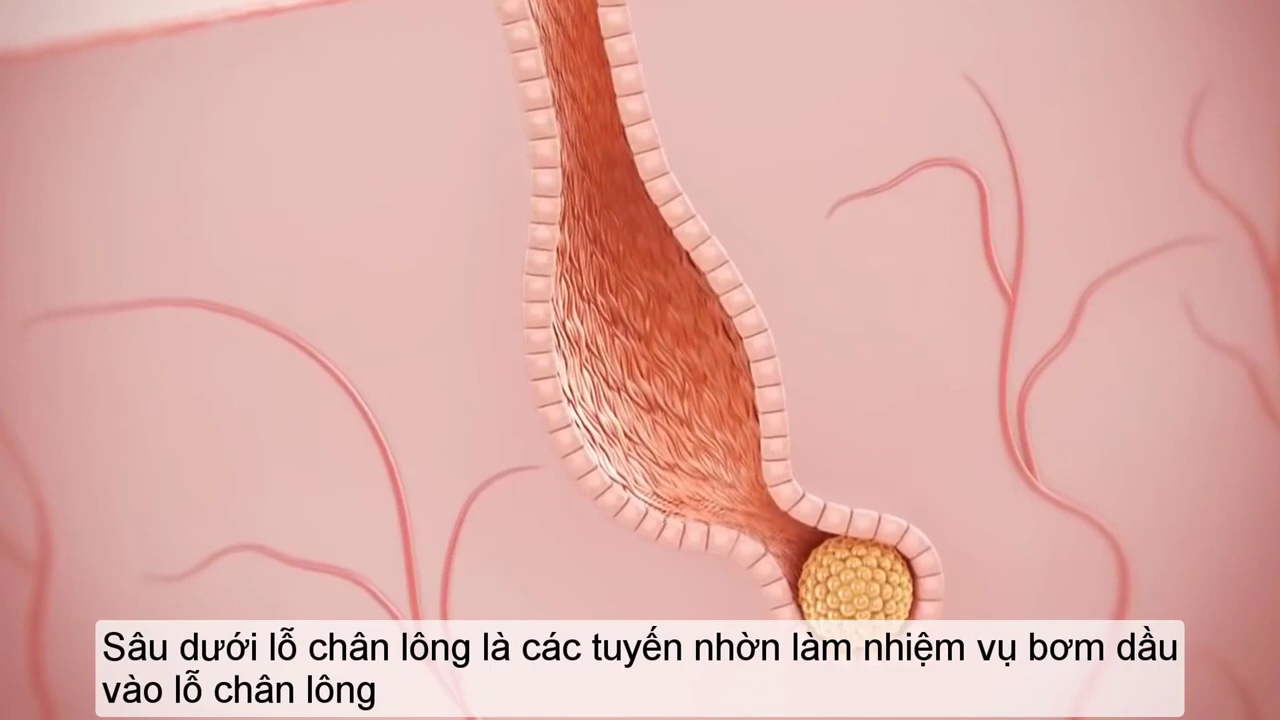 Sâu dưới lỗ chân lông là các tuyến nhờn làm nhiệm vụ bơm dầu
vào lỗ chân lông